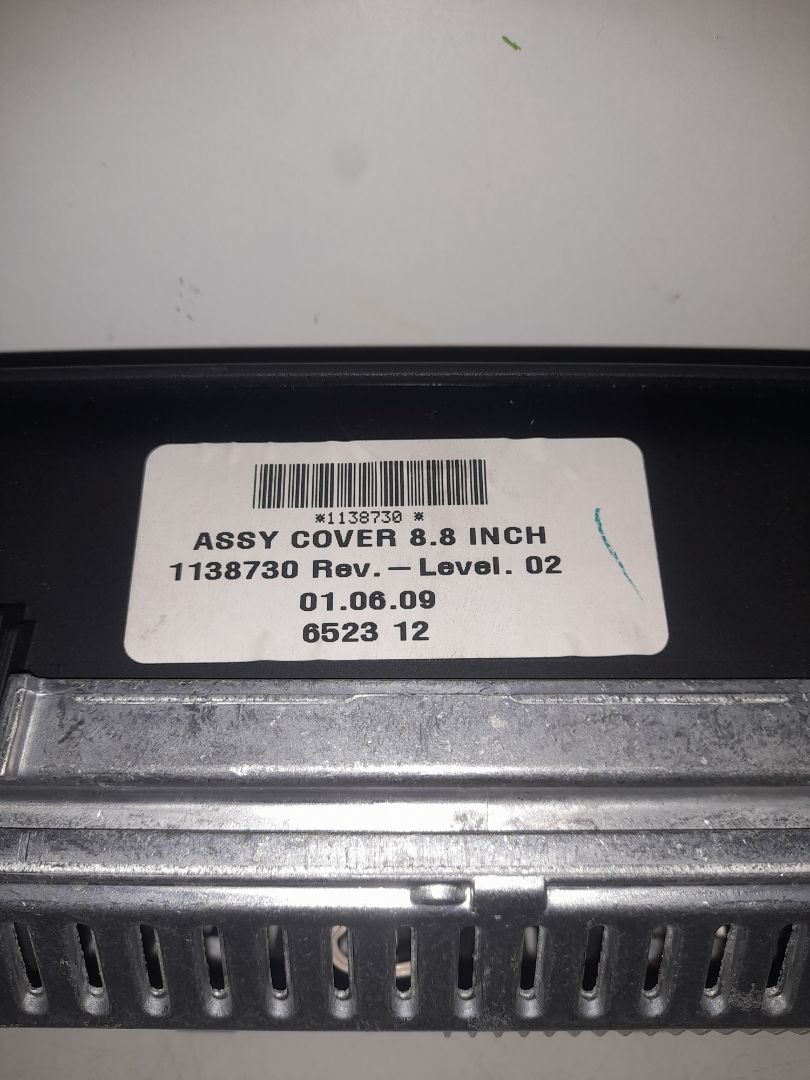 *1138730 *
ASSY COVER 8.8 INCH
1138730 Rev.-Level. 02
01.06.09
6523 12